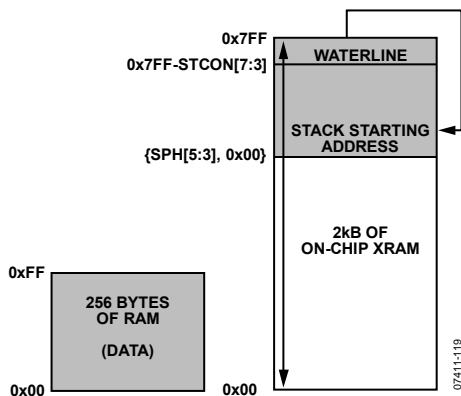 0x7FF
WATERLINE
0x7FF-STCON[7:3]
STACK STARTING
ADDRESS
{SPH[5:3], 0x00}
2kB OF
ON-CHIP XRAM
0xFF
256 BYTES
OF RAM
(DATA)
0x00
0x00
07411-119